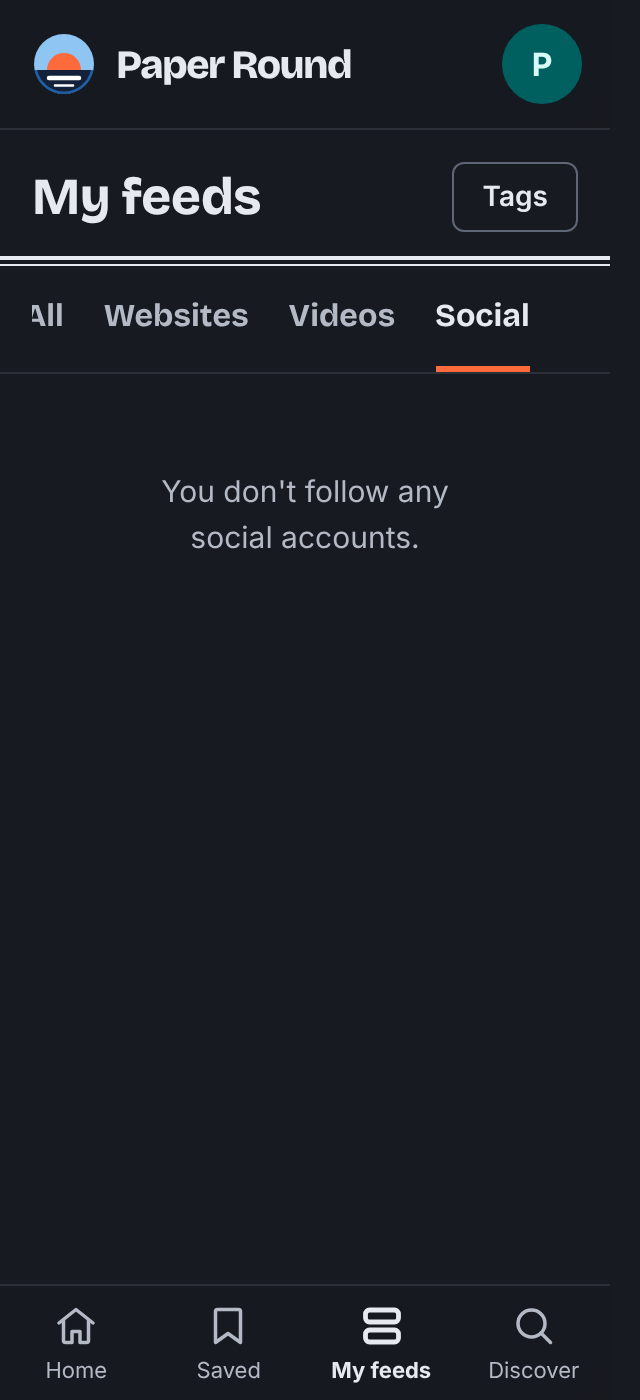 Paper Round
P
My feeds
Tags
All Websites Videos Social
You don't follow any
social accounts.
Home Saved My feeds Discover